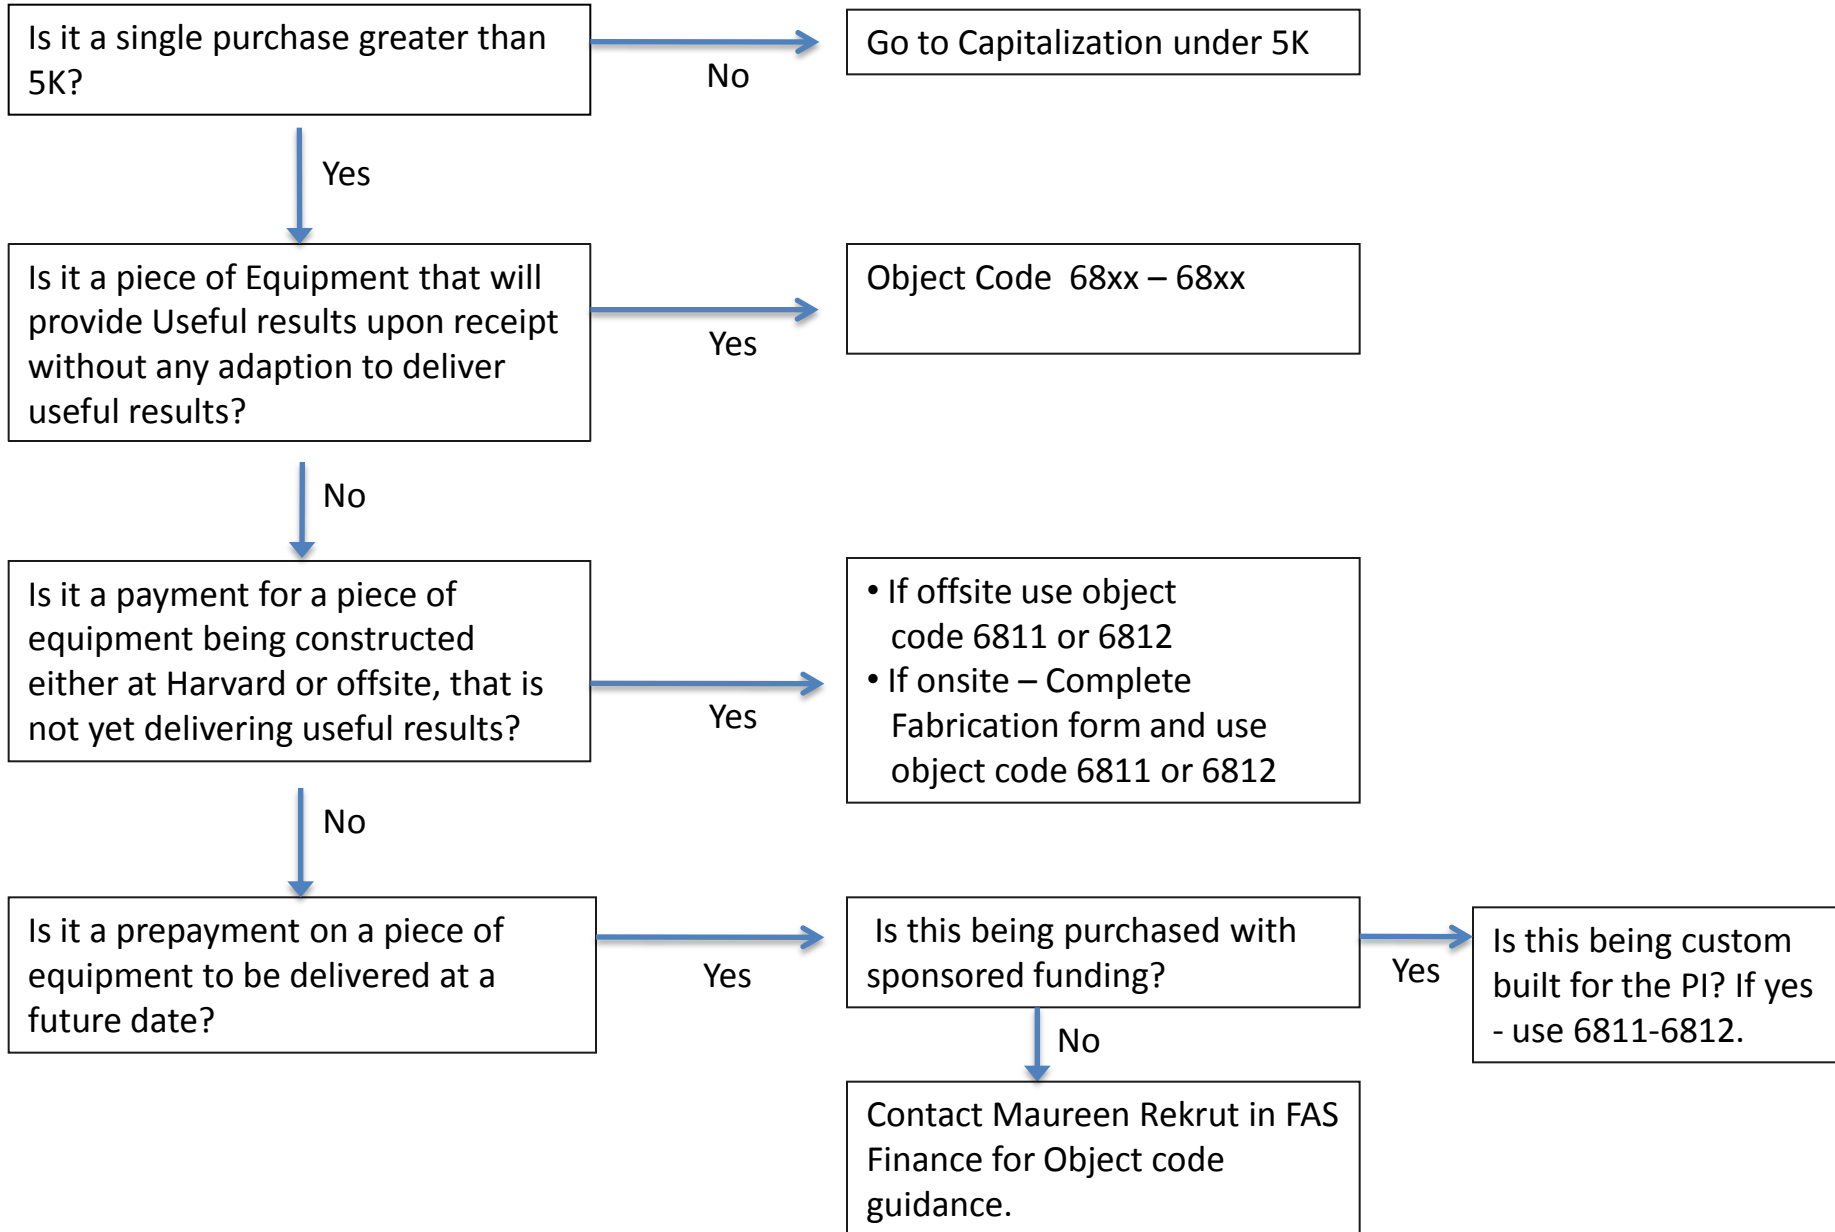 Is it a single purchase greater than
5K?
No
Go to Capitalization under 5K
Yes
Is it a piece of Equipment that will
provide Useful results upon receipt
without any adaption to deliver
useful results?
Yes
Object Code  68xx – 68xx
No
Is it a payment for a piece of
equipment being constructed
either at Harvard or offsite, that is
not yet delivering useful results?
Yes
• If offsite use object
code 6811 or 6812
• If onsite – Complete
Fabrication form and use
object code 6811 or 6812
No
Is it a prepayment on a piece of
equipment to be delivered at a
future date?
Yes
Is this being purchased with
sponsored funding?
Yes
Is this being custom
built for the PI? If yes
- use 6811-6812.
No
Contact Maureen Rekrut in FAS
Finance for Object code
guidance.